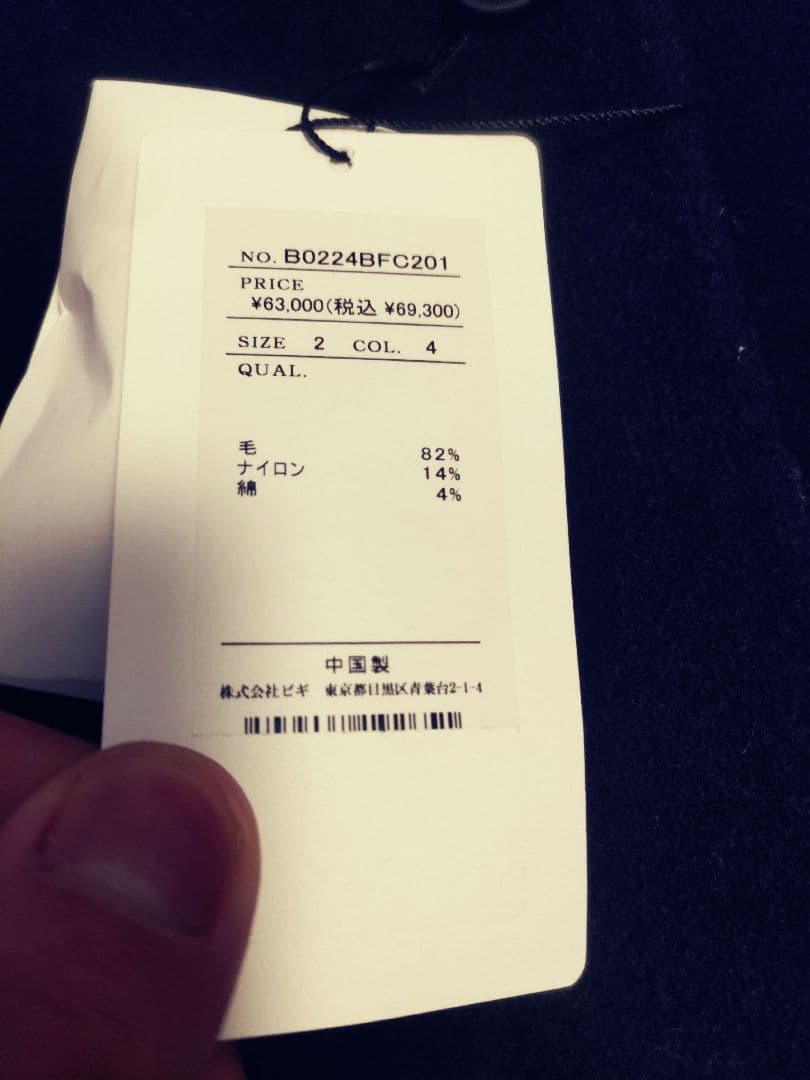 NO. B0224BFC201
PRICE
¥63,000(税込 ¥69,300)
SIZE 2 COL. 4
QUAL.
毛 82%
ナイロン 14%
綿 4%
中国製
株式会社ビギ 東京都目黒区青葉台2-1-4